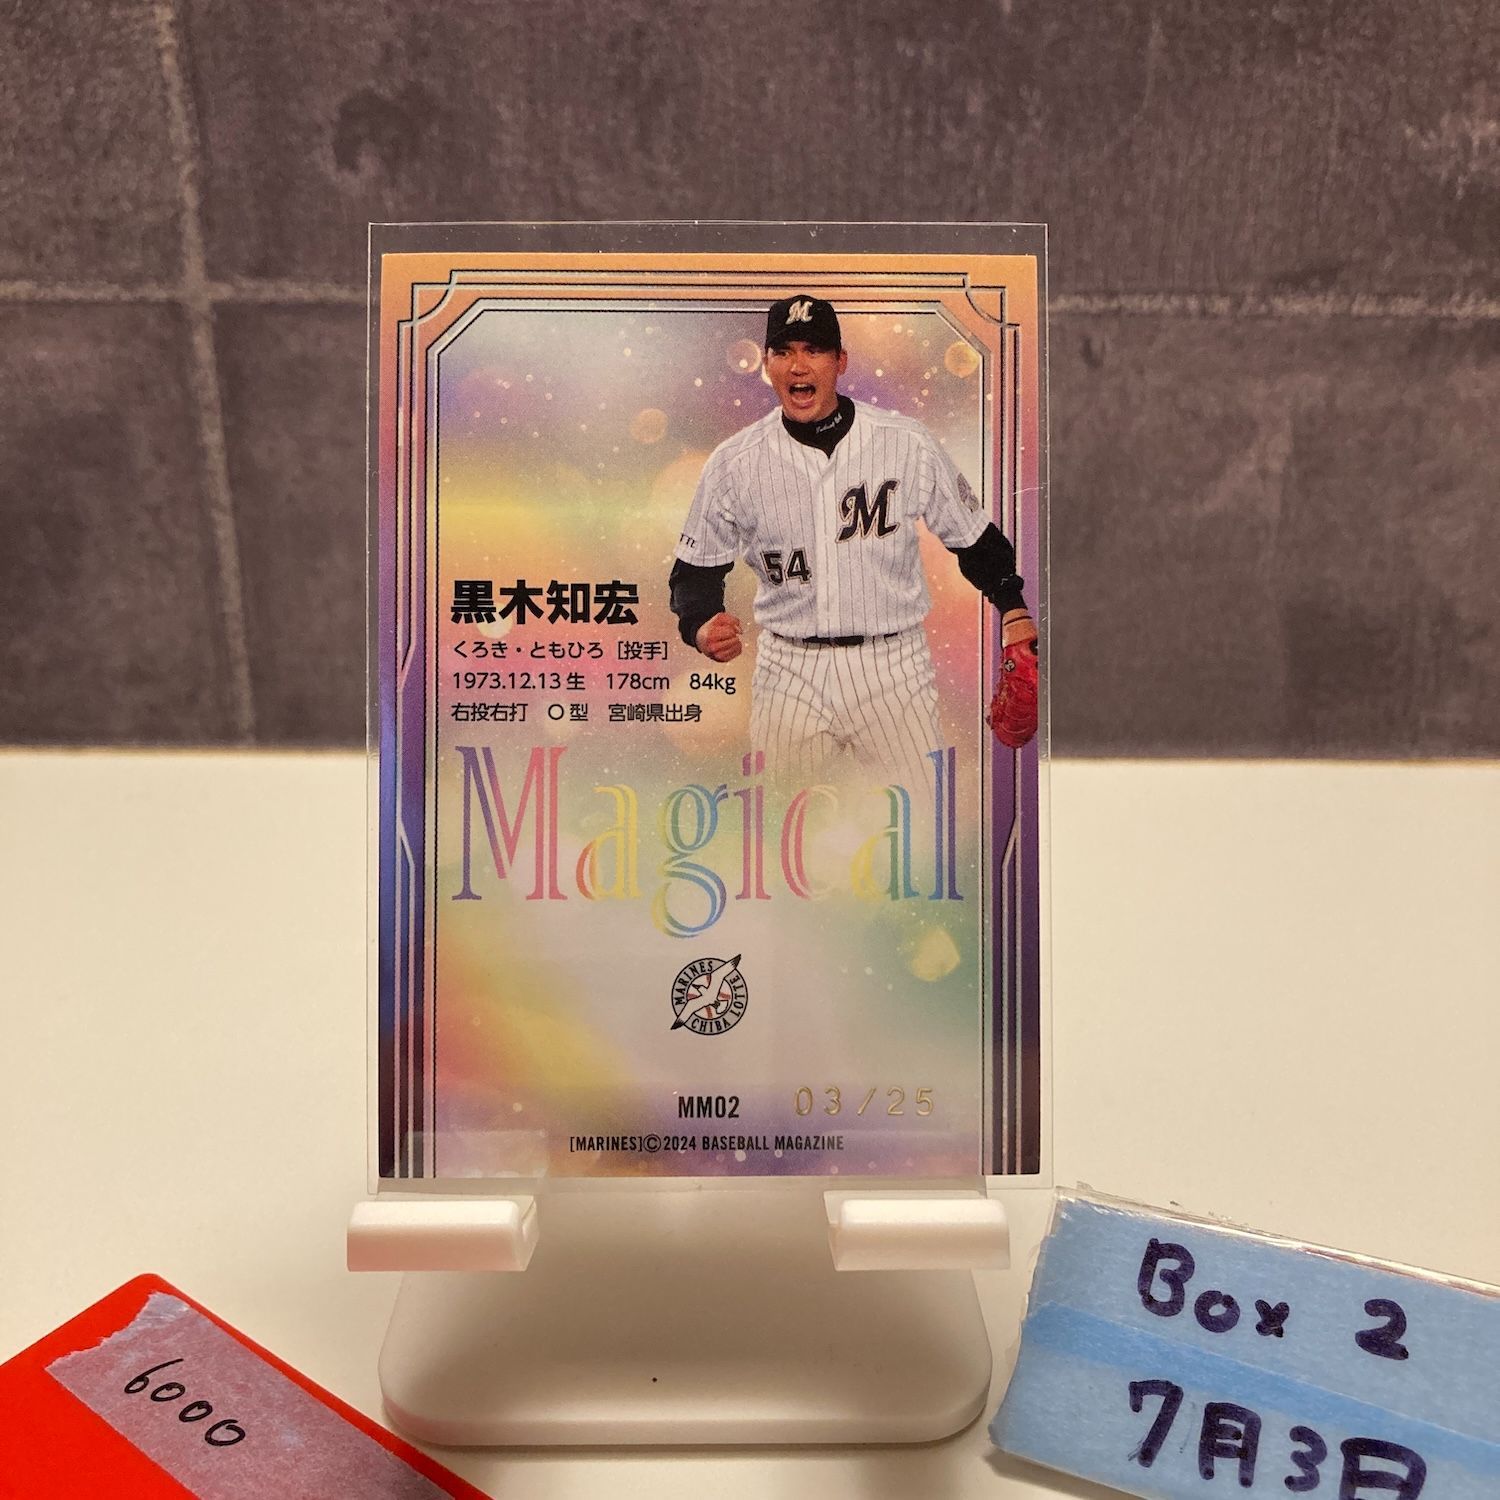 M
M
54
黒木知宏
くろき・ともひろ [投手]
1973.12.13生 178cm 84kg
右投右打 O型 宮崎県出身
Magical
MARINES
CHIBA LOTTE
MM02 03/25
[MARINES]©2024 BASEBALL MAGAZINE
6000
Box 2
7月3日